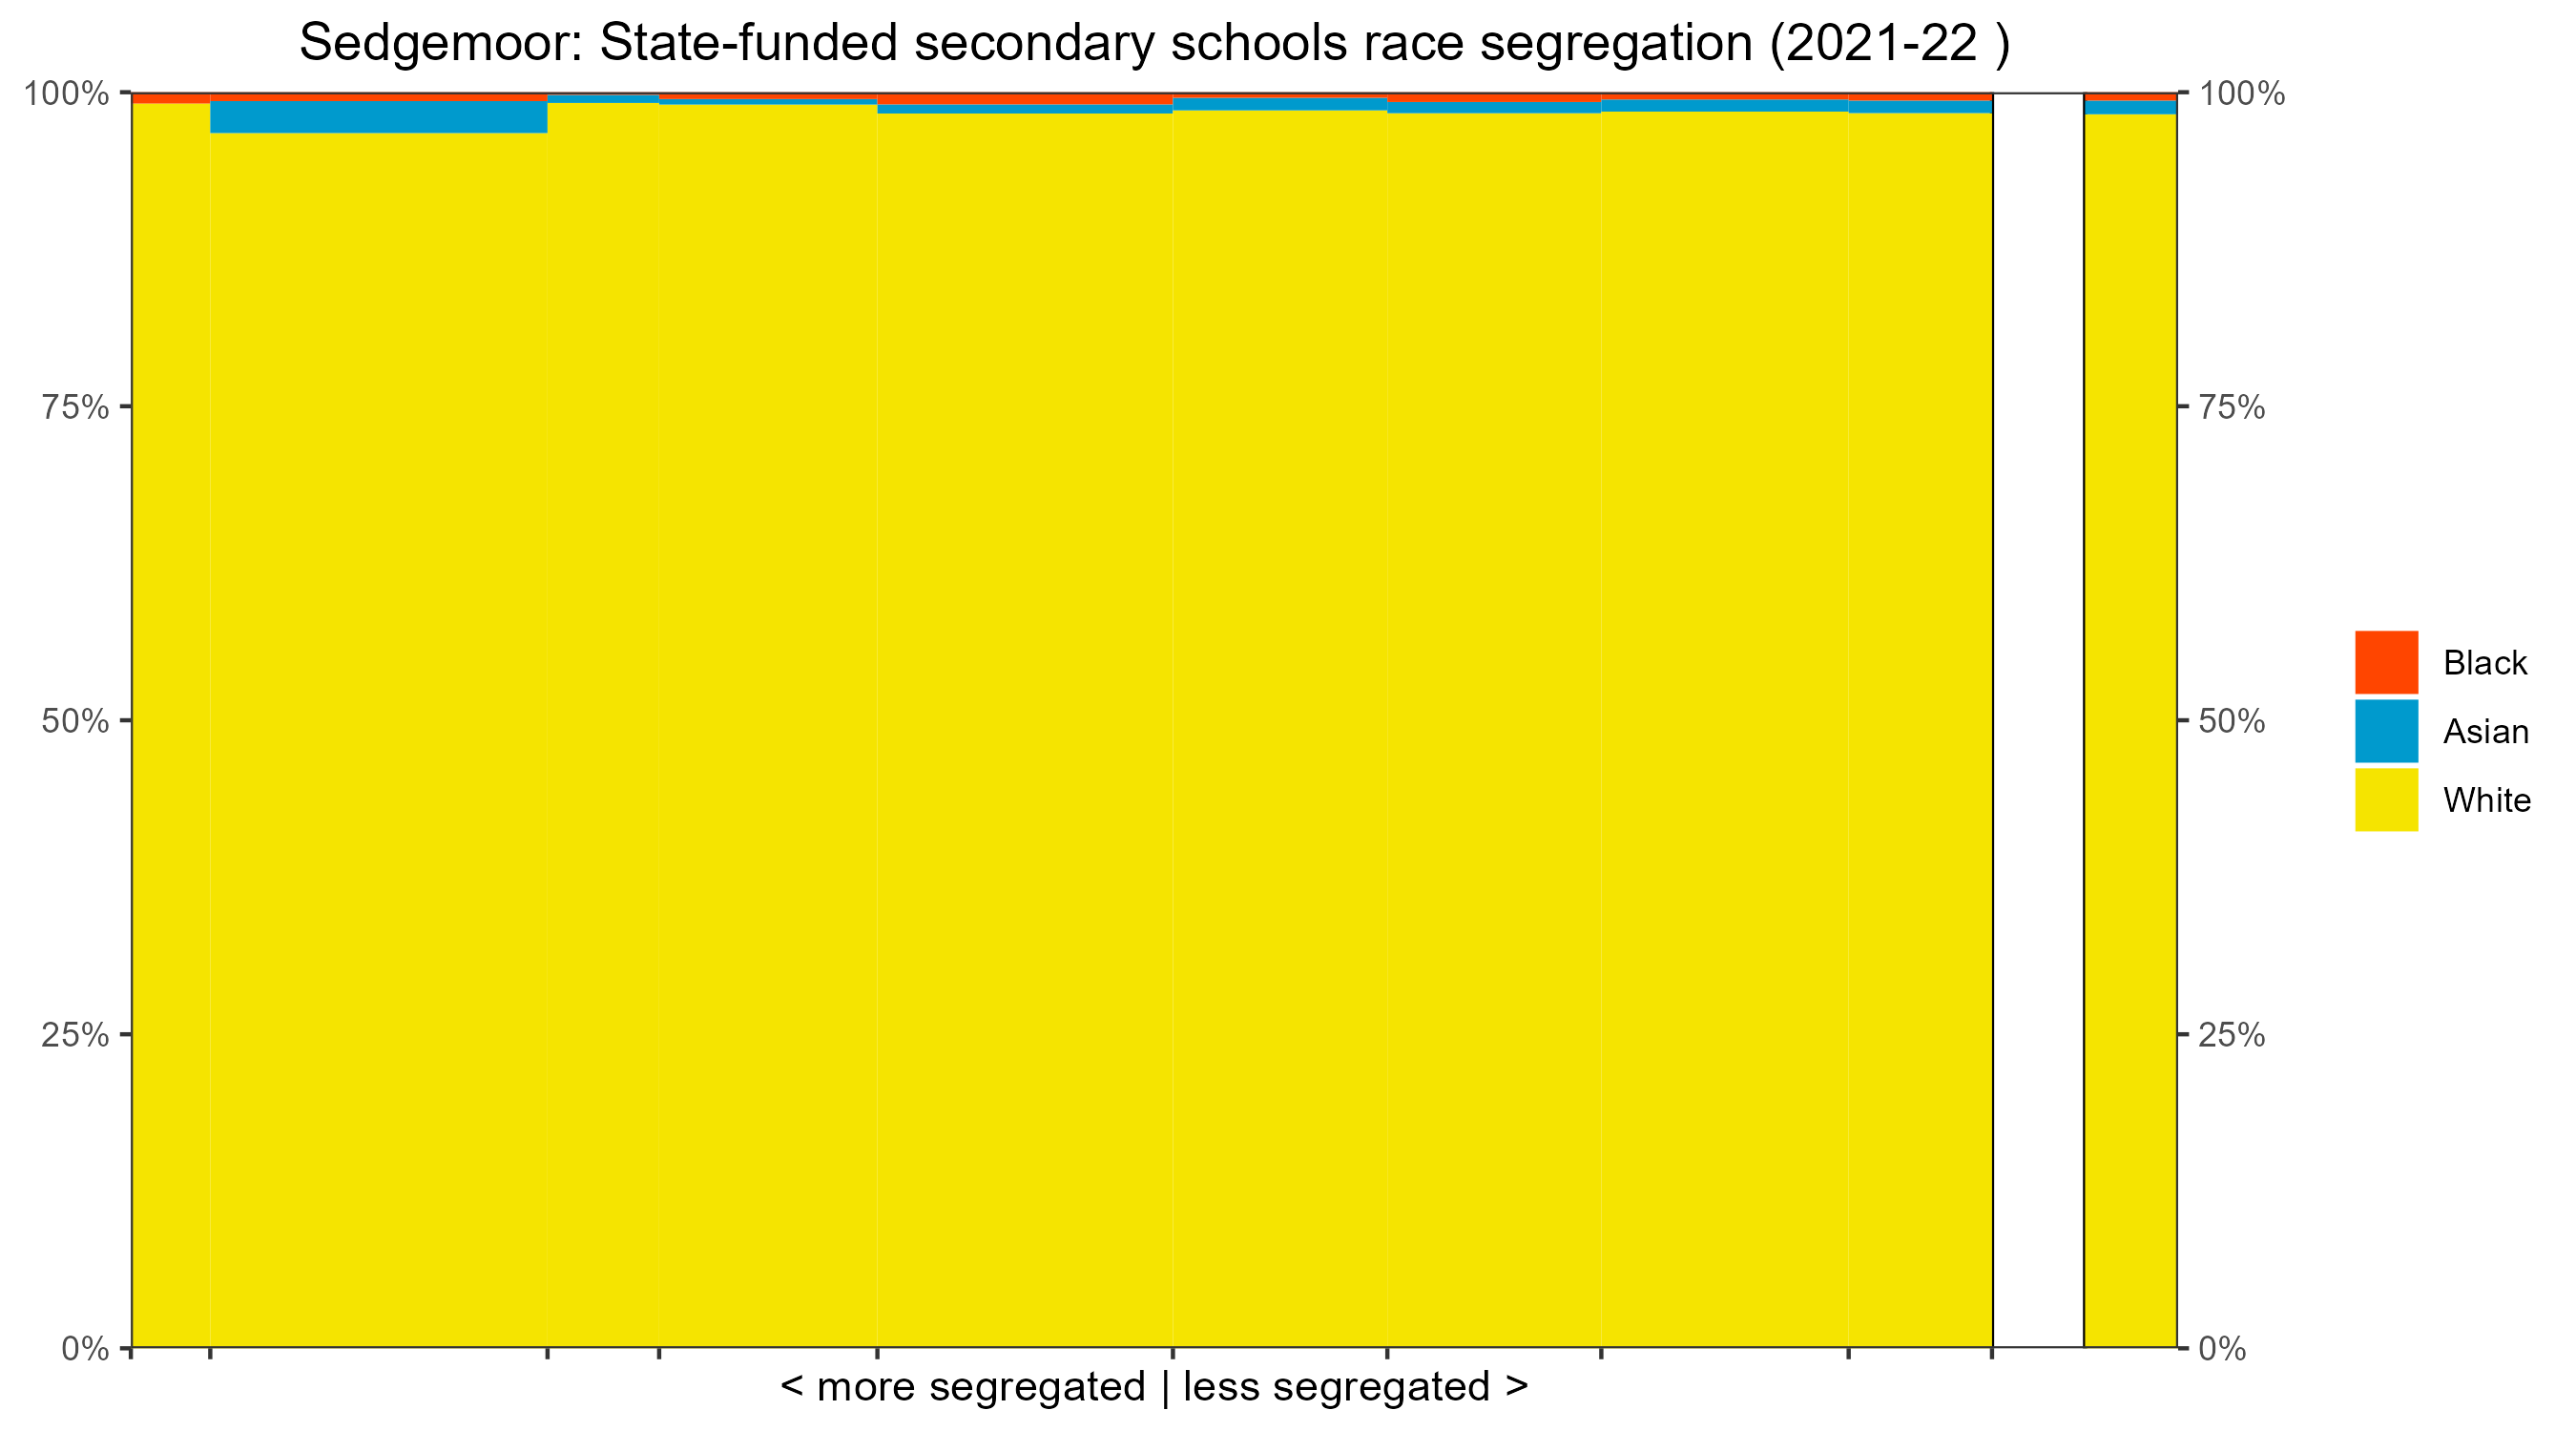 Sedgemoor: State-funded secondary schools race segregation (2021-22 )
100%
75%
50%
25%
0%
100%
75%
50%
25%
0%
Black
Asian
White
< more segregated | less segregated >